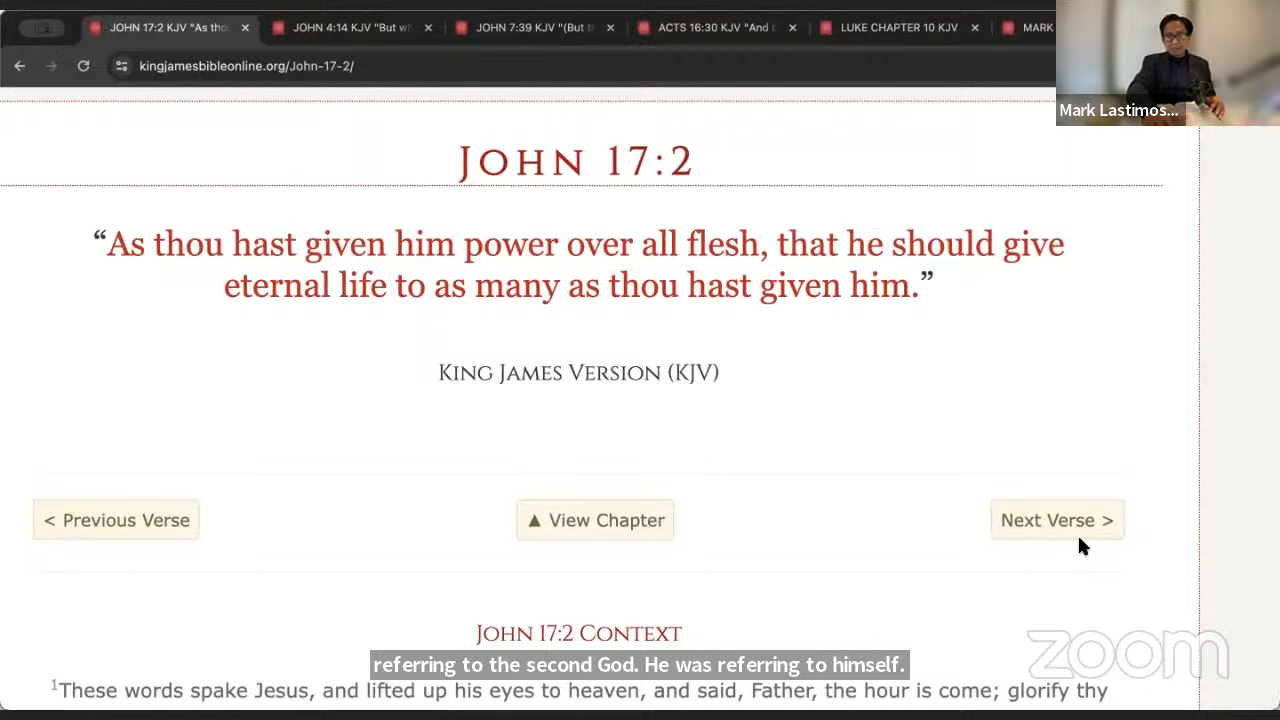 JOHN 17:2 KJV "As thou
JOHN 4:14 KJV "But wh
JOHN 7:39 KJV "(But t
ACTS 16:30 KJV "And b
LUKE CHAPTER 10 KJV
MARK
kingjamesbibleonline.org/John-17-2/
Mark Lastimos...
JOHN 17:2
“As thou hast given him power over all flesh, that he should give
eternal life to as many as thou hast given him.”
KING JAMES VERSION (KJV)
< Previous Verse
▲ View Chapter
Next Verse >
JOHN 17:2 CONTEXT
referring to the second God. He was referring to himself.
zoom
1These words spake Jesus, and lifted up his eyes to heaven, and said, Father, the hour is come; glorify thy